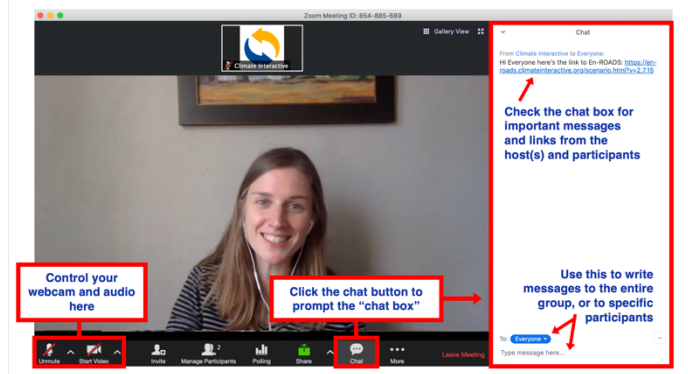 Zoom Meeting ID: 854-885-689
Gallery View
Climate Interactive
Chat
From Climate Interactive to Everyone:
Hi Everyone here's the link to En-ROADS: https://en-
roads.climateinteractive.org/scenario.html?v=2.7.15
Check the chat box for
important messages
and links from the
host(s) and participants
Control your
webcam and audio
here
Click the chat button to
prompt the “chat box”
Use this to write
messages to the entire
group, or to specific
participants
To: Everyone
Type message here...
Unmute
Start Video
Invite
2
Manage Participants
Polling
Share
Chat
More
Leave Meeting